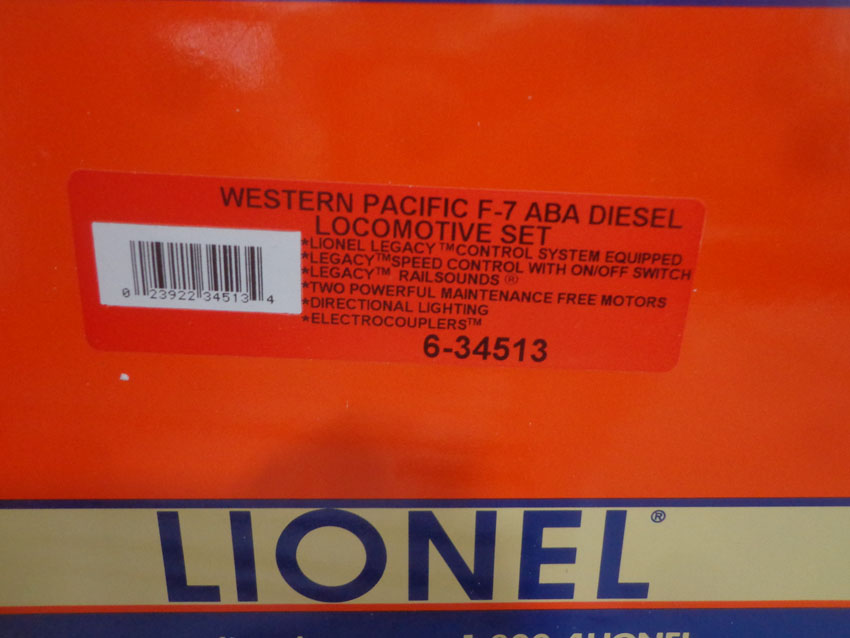 WESTERN PACIFIC F-7 ABA DIESEL
LOCOMOTIVE SET
*LIONEL LEGACY™CONTROL SYSTEM EQUIPPED
*LEGACY™SPEED CONTROL WITH ON/OFF SWITCH
*LEGACY™ RAILSOUNDS ®
*TWO POWERFUL MAINTENANCE FREE MOTORS
*DIRECTIONAL LIGHTING
*ELECTROCOUPLERS™
6-34513
0 23922 34513 4
LIONEL®